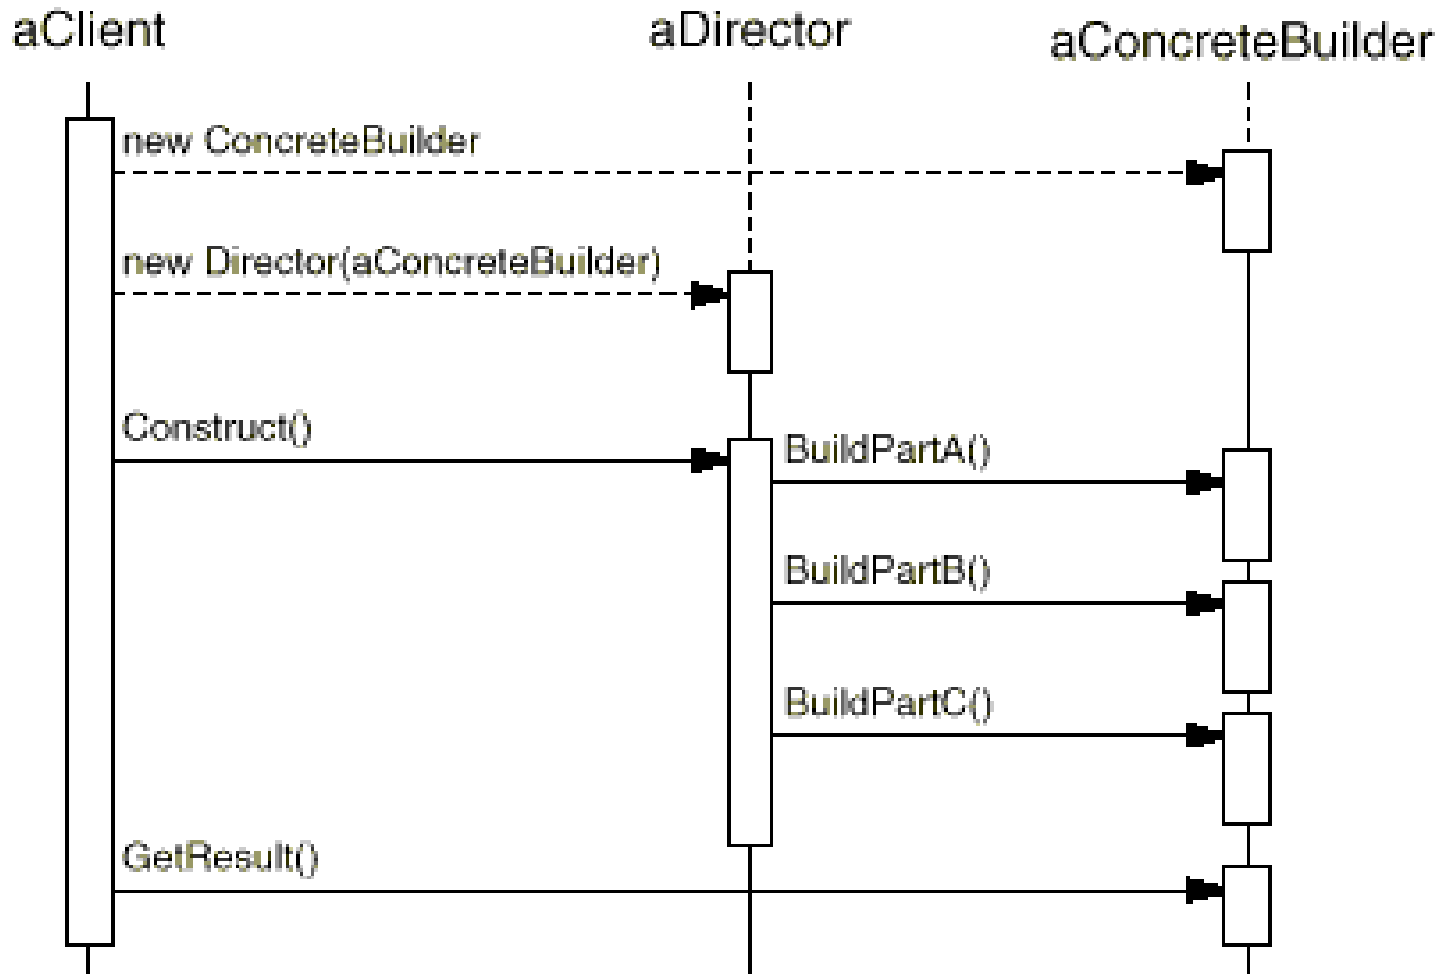 aClient
aDirector
aConcreteBuilder
new ConcreteBuilder
new Director(aConcreteBuilder)
Construct()
BuildPartA()
BuildPartB()
BuildPartC()
GetResult()